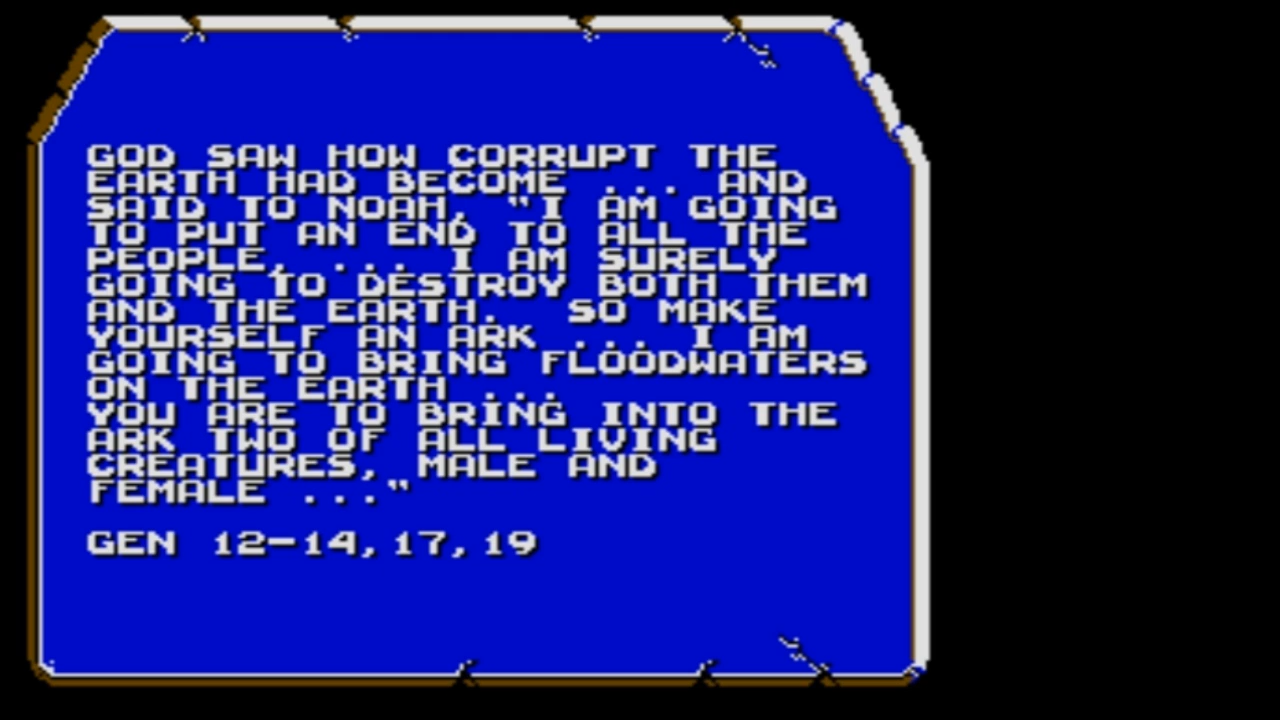 GOD SAW HOW CORRUPT THE
EARTH HAD BECOME ... AND
SAID TO NOAH, "I AM GOING
TO PUT AN END TO ALL THE
PEOPLE, ... I AM SURELY
GOING TO DESTROY BOTH THEM
AND THE EARTH. SO MAKE
YOURSELF AN ARK ... I AM
GOING TO BRING FLOODWATERS
ON THE EARTH ...
YOU ARE TO BRING INTO THE
ARK TWO OF ALL LIVING
CREATURES, MALE AND
FEMALE ..."
GEN 12-14,17,19